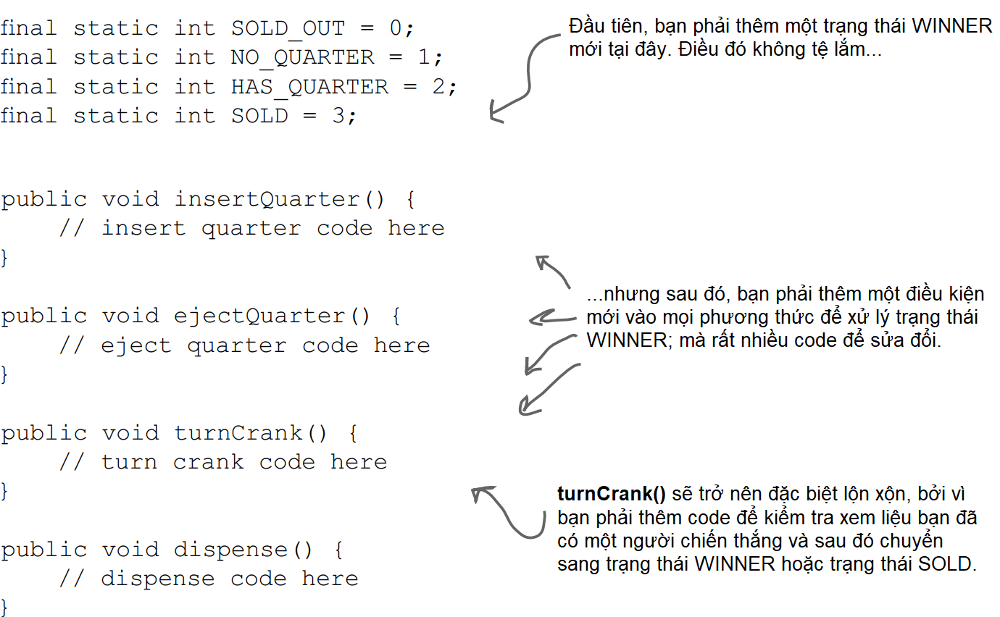 final static int SOLD_OUT = 0;
final static int NO_QUARTER = 1;
final static int HAS_QUARTER = 2;
final static int SOLD = 3;
Đầu tiên, bạn phải thêm một trạng thái WINNER
mới tại đây. Điều đó không tệ lắm...
public void insertQuarter() {
    // insert quarter code here
}
public void ejectQuarter() {
    // eject quarter code here
}
...nhưng sau đó, bạn phải thêm một điều kiện
mới vào mọi phương thức để xử lý trạng thái
WINNER; mà rất nhiều code để sửa đổi.
public void turnCrank() {
    // turn crank code here
}
turnCrank() sẽ trở nên đặc biệt lộn xộn, bởi vì
bạn phải thêm code để kiểm tra xem liệu bạn đã
có một người chiến thắng và sau đó chuyển
sang trạng thái WINNER hoặc trạng thái SOLD.
public void dispense() {
    // dispense code here
}